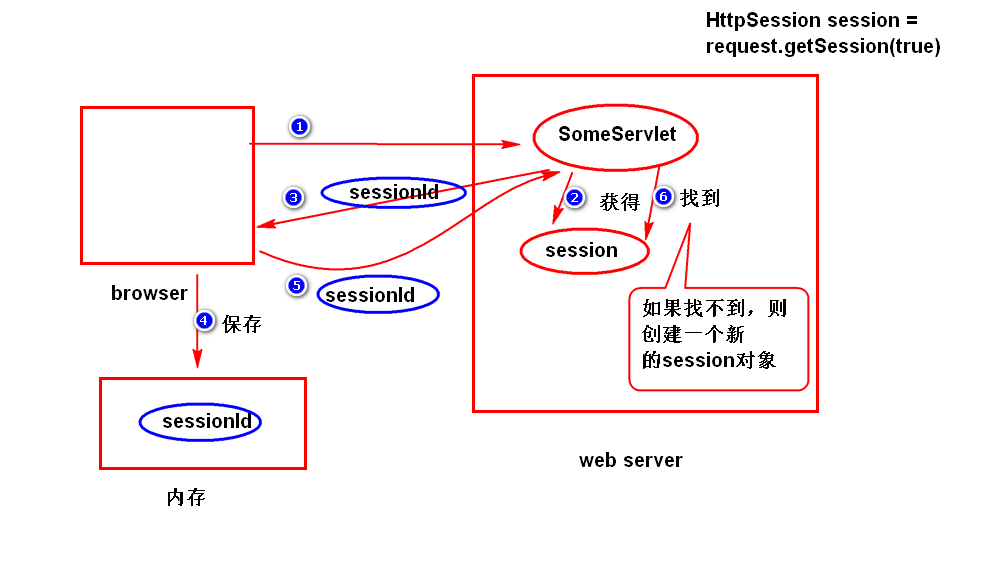 HttpSession session =
request.getSession(true)
1
SomeServlet
3
sessionId
2
获得
6
找到
session
5
sessionId
browser
4
保存
如果找不到，则
创建一个新
的session对象
sessionId
web server
内存